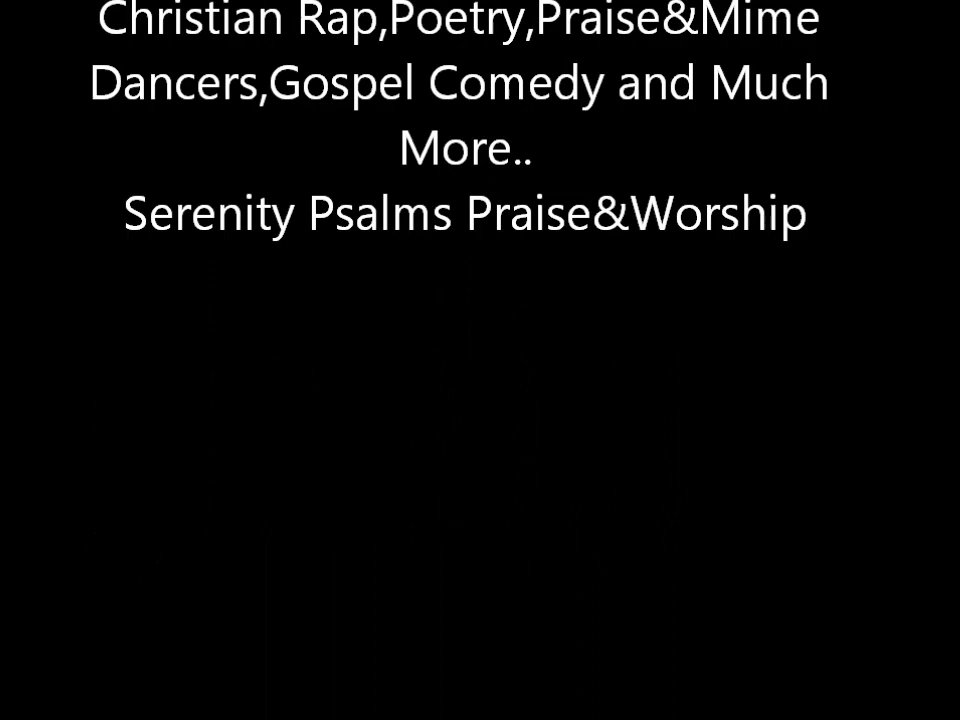 Christian Rap,Poetry,Praise&Mime
Dancers,Gospel Comedy and Much
More..
Serenity Psalms Praise&Worship